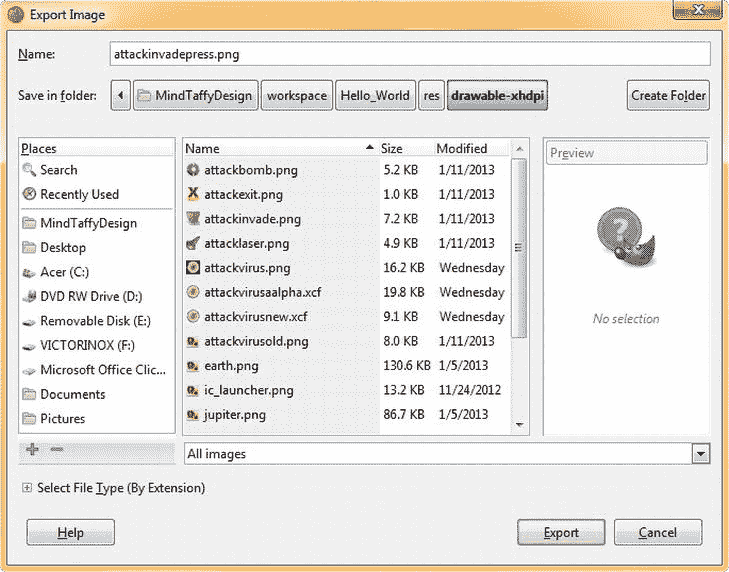 Export Image
Name: attackinvadepress.png
Save in folder: MindTaffyDesign workspace Hello_World res drawable-xhdpi Create Folder
Places
Search
Recently Used
MindTaffyDesign
Desktop
Acer (C:)
DVD RW Drive (D:)
Removable Disk (E:)
VICTORINOX (F:)
Microsoft Office Clic...
Documents
Pictures
Name Size Modified
attackbomb.png 5.2 KB 1/11/2013
attackexit.png 1.0 KB 1/11/2013
attackinvade.png 7.2 KB 1/11/2013
attacklaser.png 4.9 KB 1/11/2013
attackvirus.png 16.2 KB Wednesday
attackvirusaalpha.xcf 19.8 KB Wednesday
attackvirusnew.xcf 9.1 KB Wednesday
attackvirusold.png 8.0 KB 1/11/2013
earth.png 130.6 KB 1/5/2013
ic_launcher.png 13.2 KB 11/24/2012
jupiter.png 86.7 KB 1/5/2013
Preview
No selection
All images
Select File Type (By Extension)
Help Export Cancel